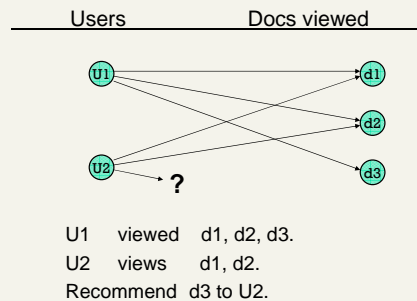 Users Docs viewed
U1 d1
d2
U2 ?
d3
U1 viewed d1, d2, d3.
U2 views d1, d2.
Recommend d3 to U2.